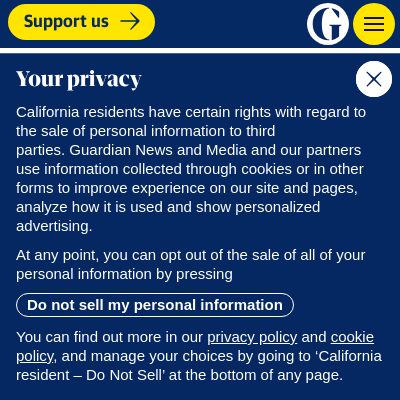 Support us
G
Your privacy
California residents have certain rights with regard to
the sale of personal information to third
parties. Guardian News and Media and our partners
use information collected through cookies or in other
forms to improve experience on our site and pages,
analyze how it is used and show personalized
advertising.
At any point, you can opt out of the sale of all of your
personal information by pressing
Do not sell my personal information
You can find out more in our privacy policy and cookie
policy, and manage your choices by going to ‘California
resident – Do Not Sell’ at the bottom of any page.